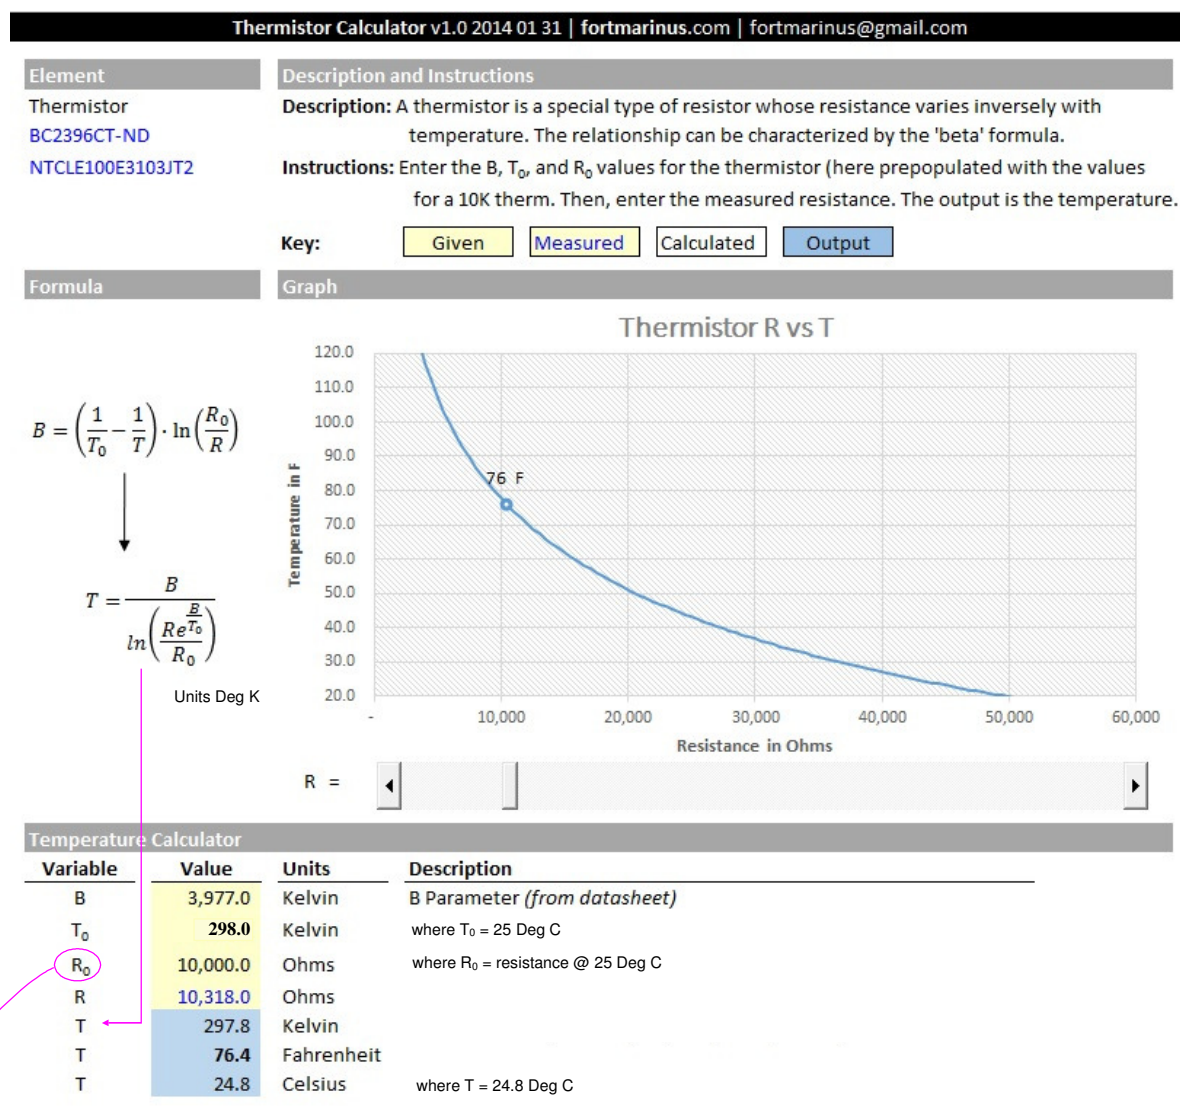 Thermistor Calculator v1.0 2014 01 31 | fortmarinus.com | fortmarinus@gmail.com
Element
Thermistor
BC2396CT-ND
NTCLE100E3103JT2
Description and Instructions
Description: A thermistor is a special type of resistor whose resistance varies inversely with
temperature. The relationship can be characterized by the 'beta' formula.
Instructions: Enter the B, T₀, and R₀ values for the thermistor (here prepopulated with the values
for a 10K therm. Then, enter the measured resistance. The output is the temperature.
Key: Given Measured Calculated Output
Formula
B = (1/T₀ − 1/T) · ln(R₀/R)
T = B / ln(Re^(B/T₀) / R₀)
Units Deg K
Graph
Thermistor R vs T
120.0
110.0
100.0
90.0
80.0
70.0
60.0
50.0
40.0
30.0
20.0
Temperature in F
76 F
- 10,000 20,000 30,000 40,000 50,000 60,000
Resistance in Ohms
R =
Temperature Calculator
Variable Value Units Description
B 3,977.0 Kelvin B Parameter (from datasheet)
T₀ 298.0 Kelvin where T₀ = 25 Deg C
R₀ 10,000.0 Ohms where R₀ = resistance @ 25 Deg C
R 10,318.0 Ohms
T 297.8 Kelvin
T 76.4 Fahrenheit
T 24.8 Celsius where T = 24.8 Deg C